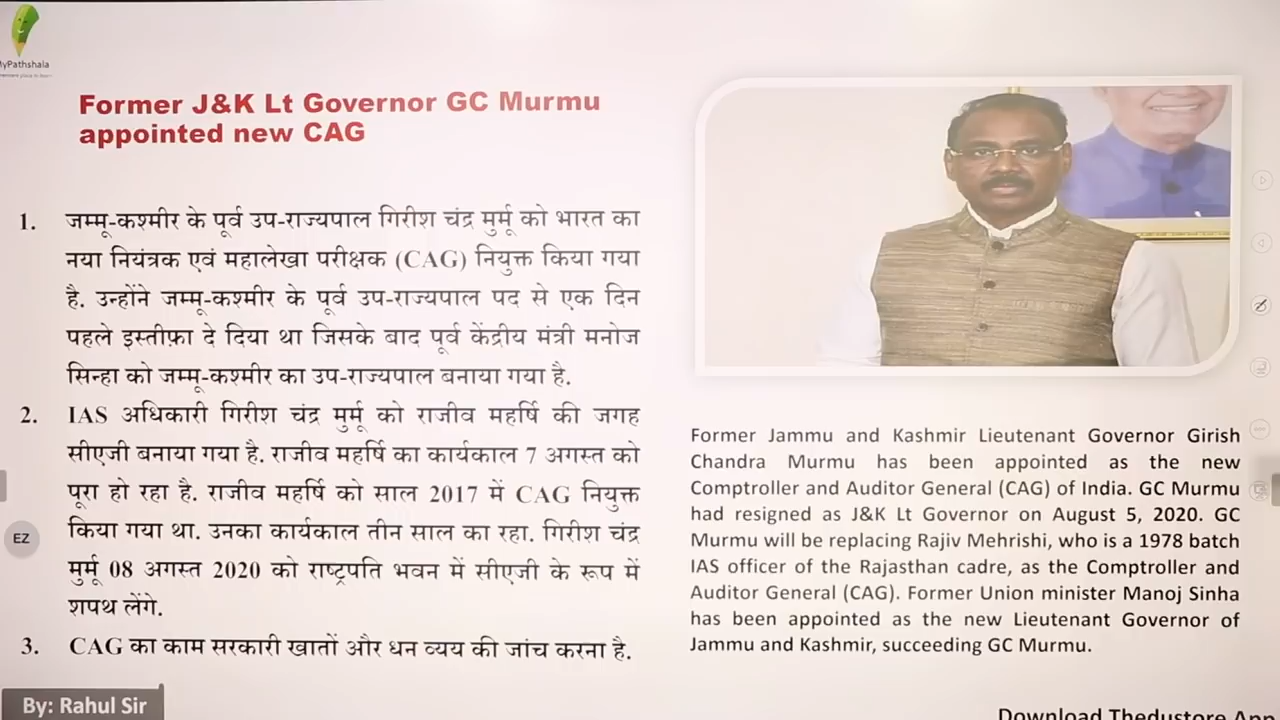 MyPathshala
Former J&K Lt Governor GC Murmu
appointed new CAG
1. जम्मू-कश्मीर के पूर्व उप-राज्यपाल गिरीश चंद्र मुर्मू को भारत का
नया नियंत्रक एवं महालेखा परीक्षक (CAG) नियुक्त किया गया
है. उन्होंने जम्मू-कश्मीर के पूर्व उप-राज्यपाल पद से एक दिन
पहले इस्तीफ़ा दे दिया था जिसके बाद पूर्व केंद्रीय मंत्री मनोज
सिन्हा को जम्मू-कश्मीर का उप-राज्यपाल बनाया गया है.
2. IAS अधिकारी गिरीश चंद्र मुर्मू को राजीव महर्षि की जगह
सीएजी बनाया गया है. राजीव महर्षि का कार्यकाल 7 अगस्त को
पूरा हो रहा है. राजीव महर्षि को साल 2017 में CAG नियुक्त
किया गया था. उनका कार्यकाल तीन साल का रहा. गिरीश चंद्र
मुर्मू 08 अगस्त 2020 को राष्ट्रपति भवन में सीएजी के रूप में
शपथ लेंगे.
3. CAG का काम सरकारी खातों और धन व्यय की जांच करना है.
Former Jammu and Kashmir Lieutenant Governor Girish
Chandra Murmu has been appointed as the new
Comptroller and Auditor General (CAG) of India. GC Murmu
had resigned as J&K Lt Governor on August 5, 2020. GC
Murmu will be replacing Rajiv Mehrishi, who is a 1978 batch
IAS officer of the Rajasthan cadre, as the Comptroller and
Auditor General (CAG). Former Union minister Manoj Sinha
has been appointed as the new Lieutenant Governor of
Jammu and Kashmir, succeeding GC Murmu.
EZ
By: Rahul Sir
Download Thedustore App